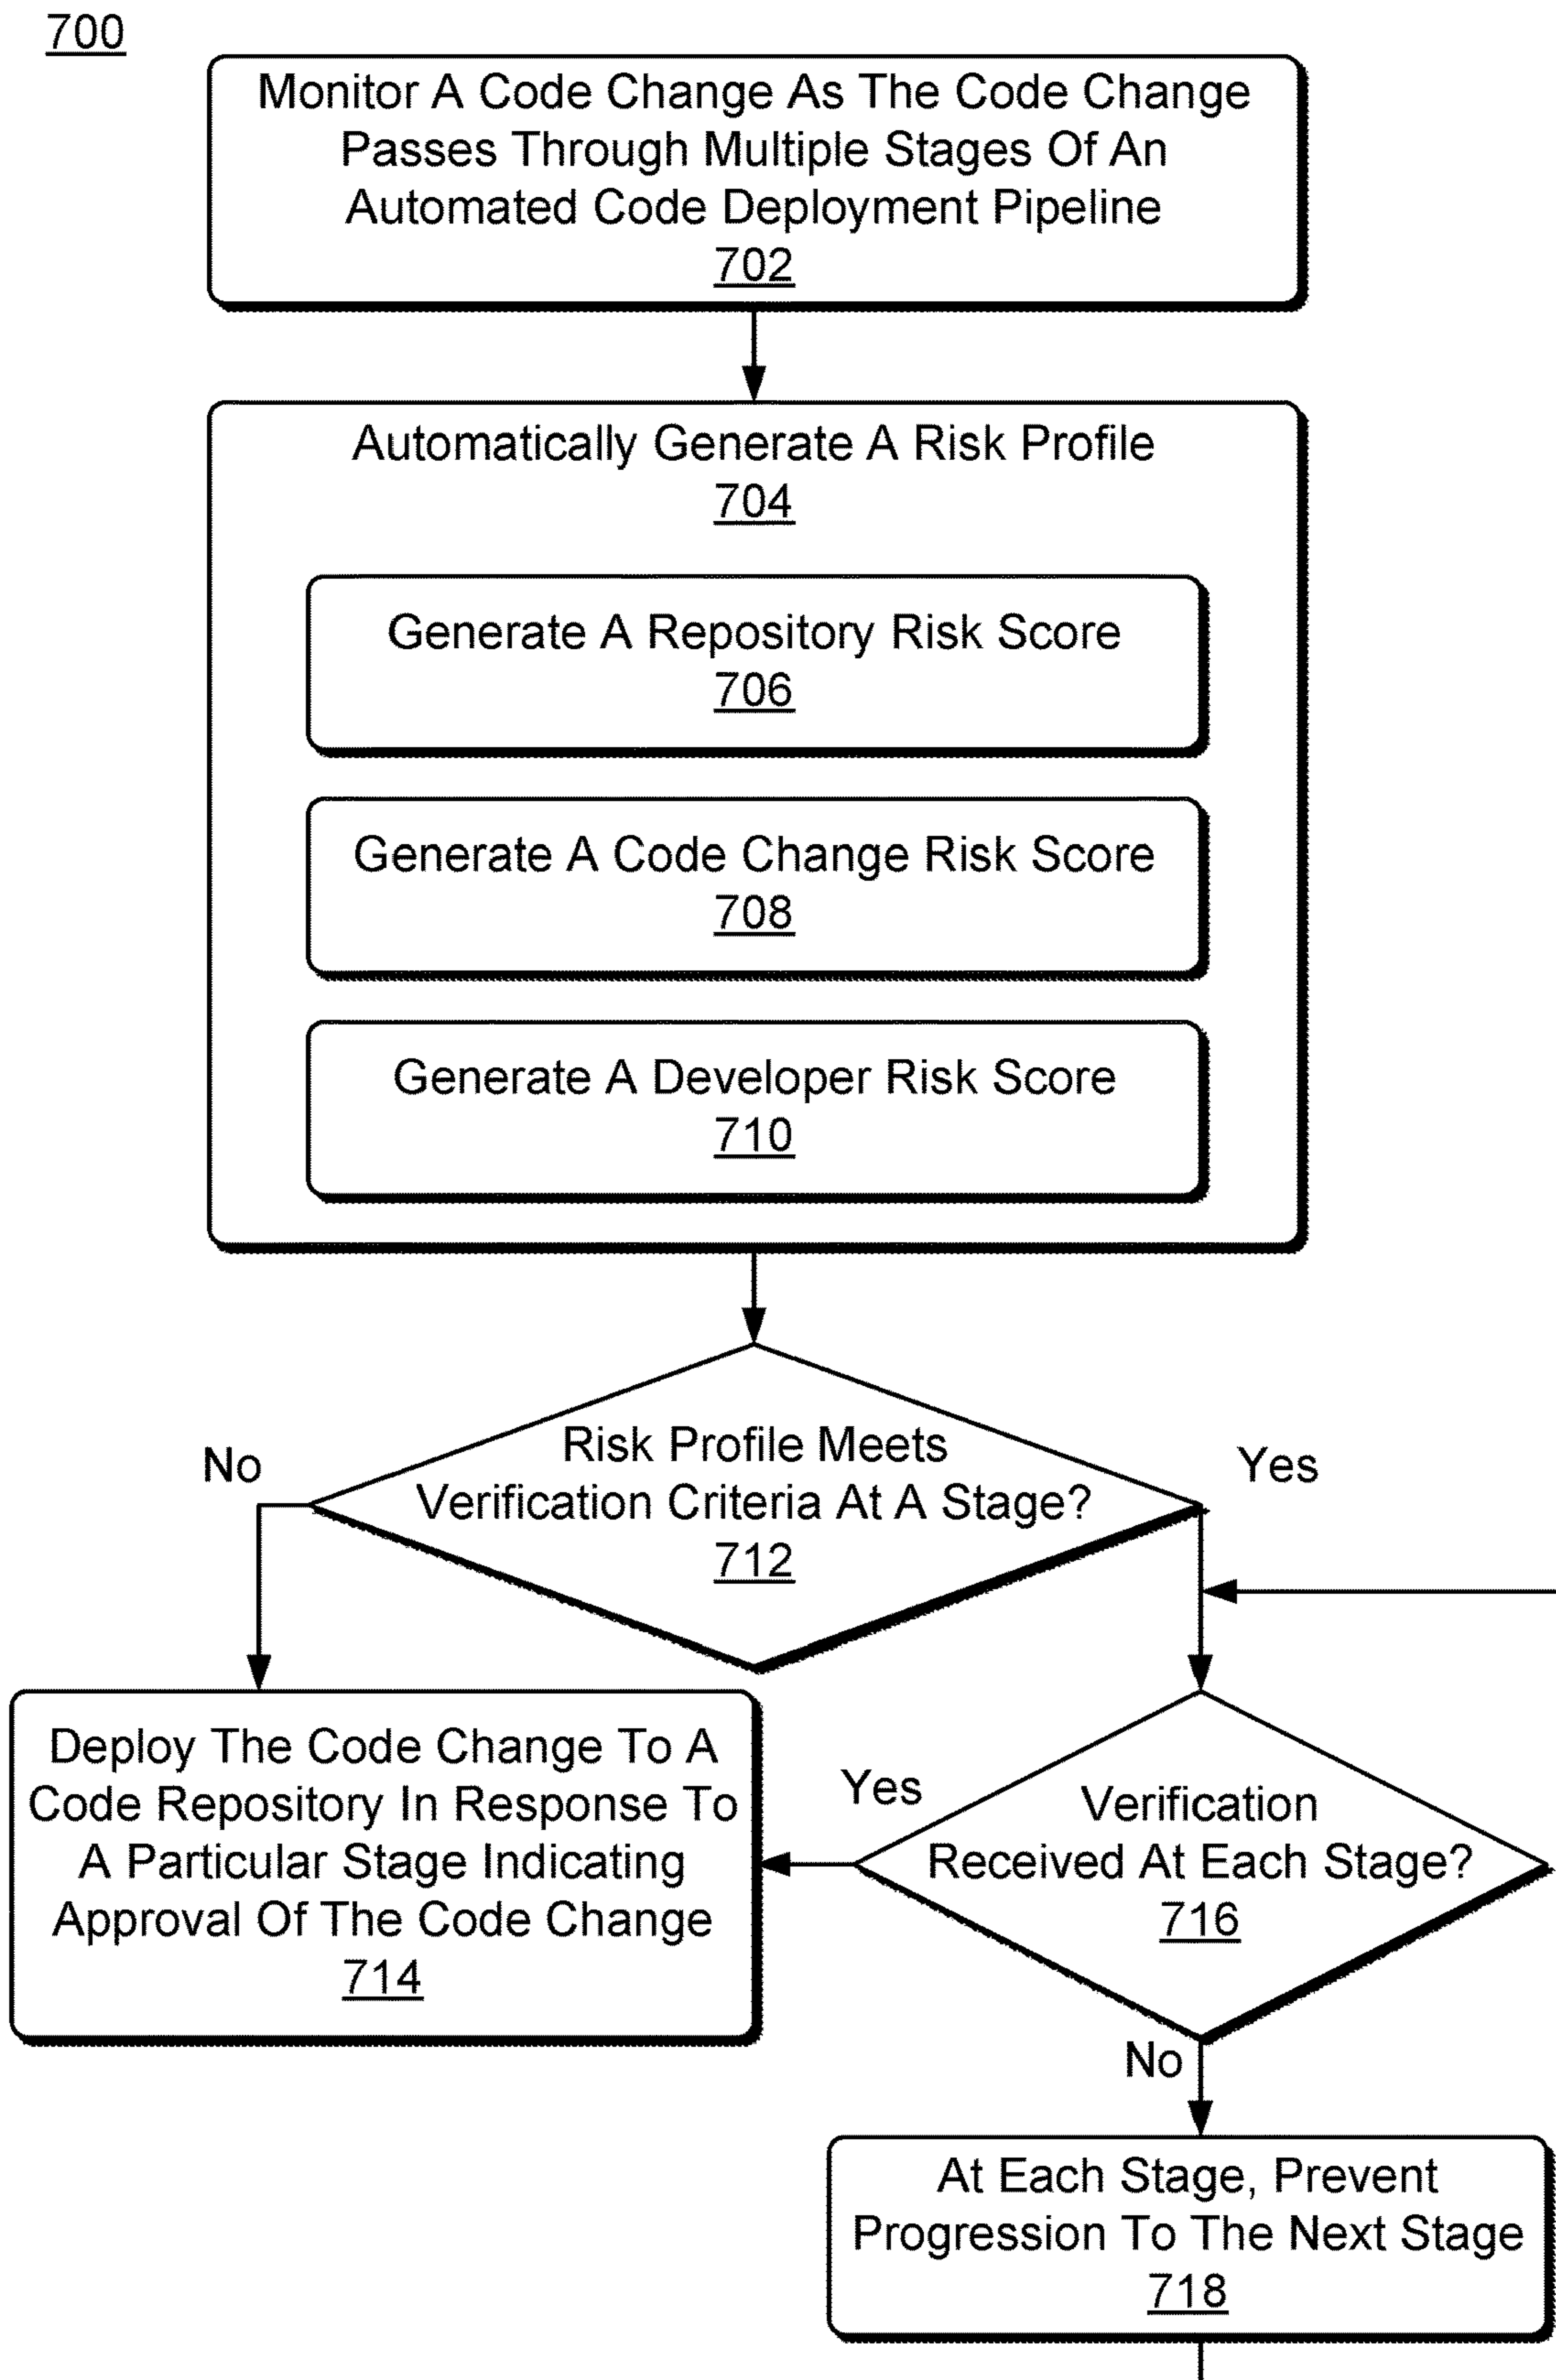 700
Monitor A Code Change As The Code Change
Passes Through Multiple Stages Of An
Automated Code Deployment Pipeline
702
Automatically Generate A Risk Profile
704
Generate A Repository Risk Score
706
Generate A Code Change Risk Score
708
Generate A Developer Risk Score
710
No
Risk Profile Meets
Verification Criteria At A Stage?
712
Yes
Deploy The Code Change To A
Code Repository In Response To
A Particular Stage Indicating
Approval Of The Code Change
714
Yes
Verification
Received At Each Stage?
716
No
At Each Stage, Prevent
Progression To The Next Stage
718